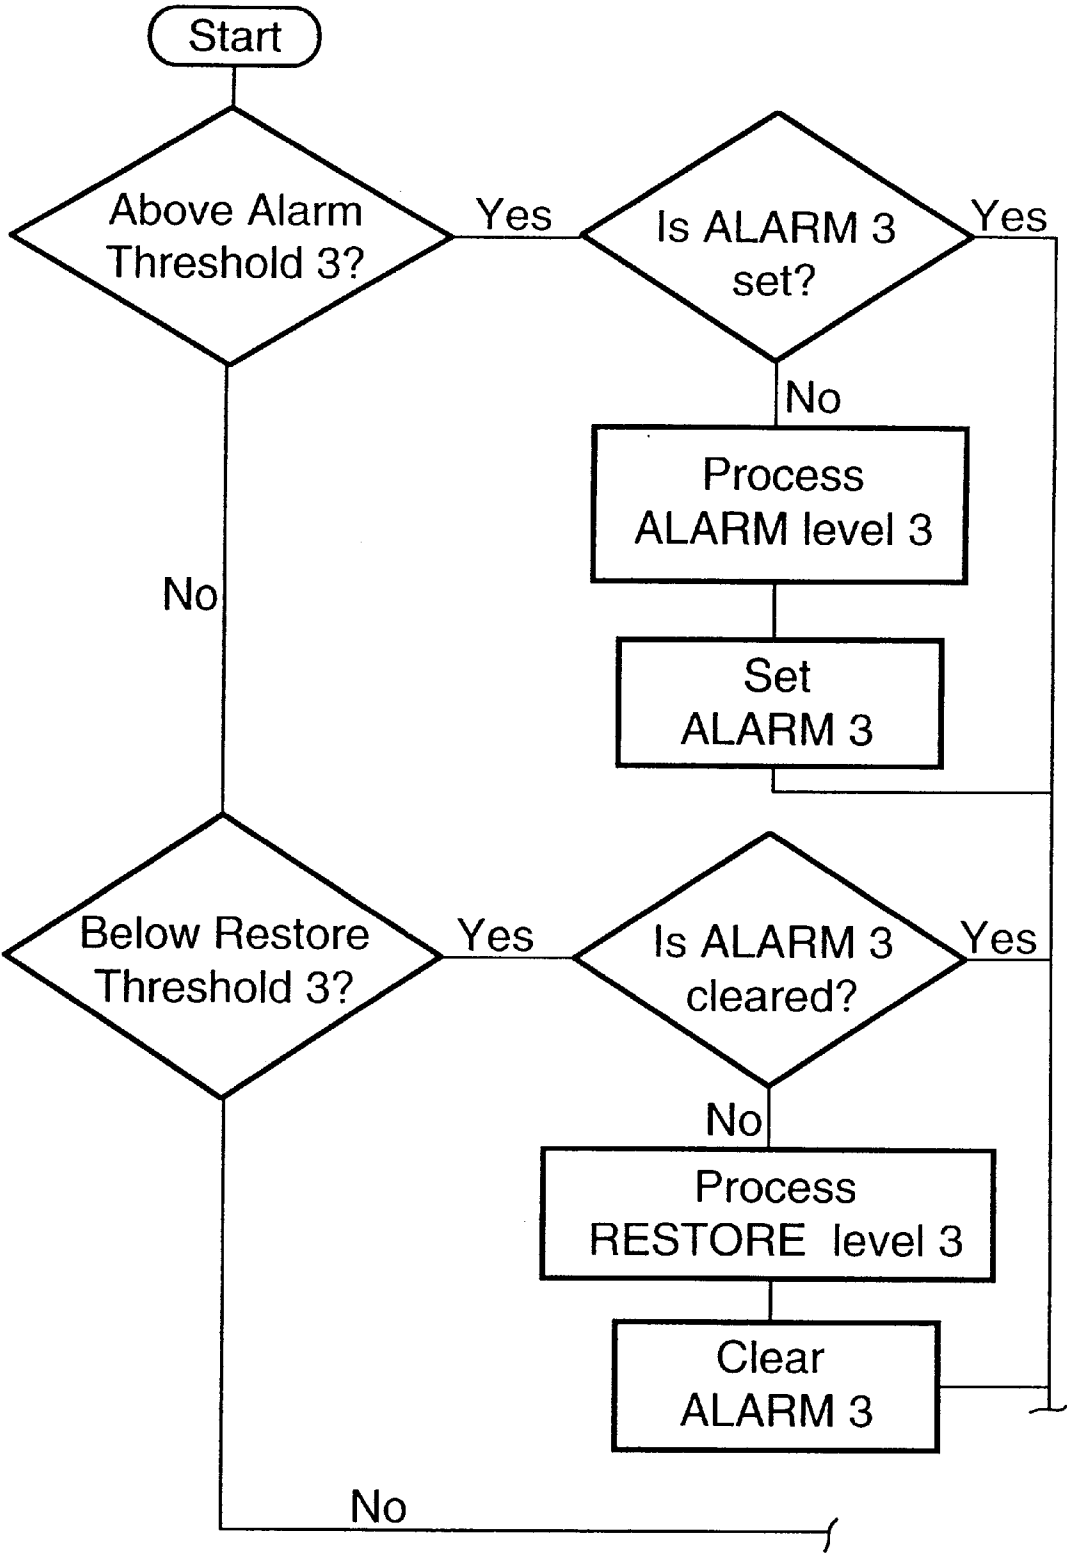 Start
Above Alarm
Threshold 3?
Yes
Is ALARM 3
set?
Yes
No
Process
ALARM level 3
No
Set
ALARM 3
Below Restore
Threshold 3?
Yes
Is ALARM 3
cleared?
Yes
No
Process
RESTORE level 3
Clear
ALARM 3
No